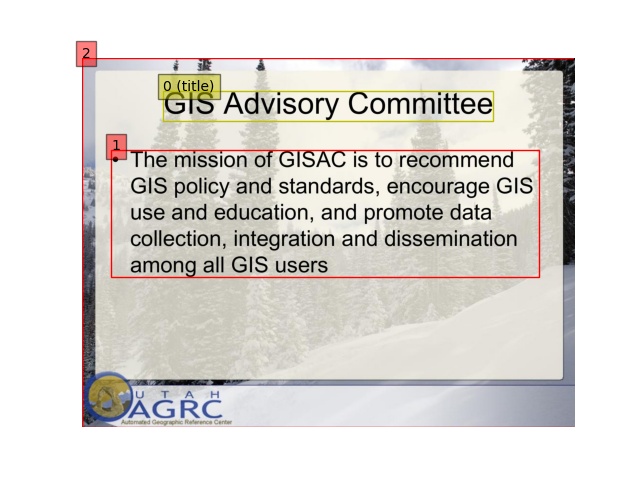 2
0 (title)
GIS Advisory Committee
1
• The mission of GISAC is to recommend
GIS policy and standards, encourage GIS
use and education, and promote data
collection, integration and dissemination
among all GIS users
UTAH
AGRC
Automated Geographic Reference Center